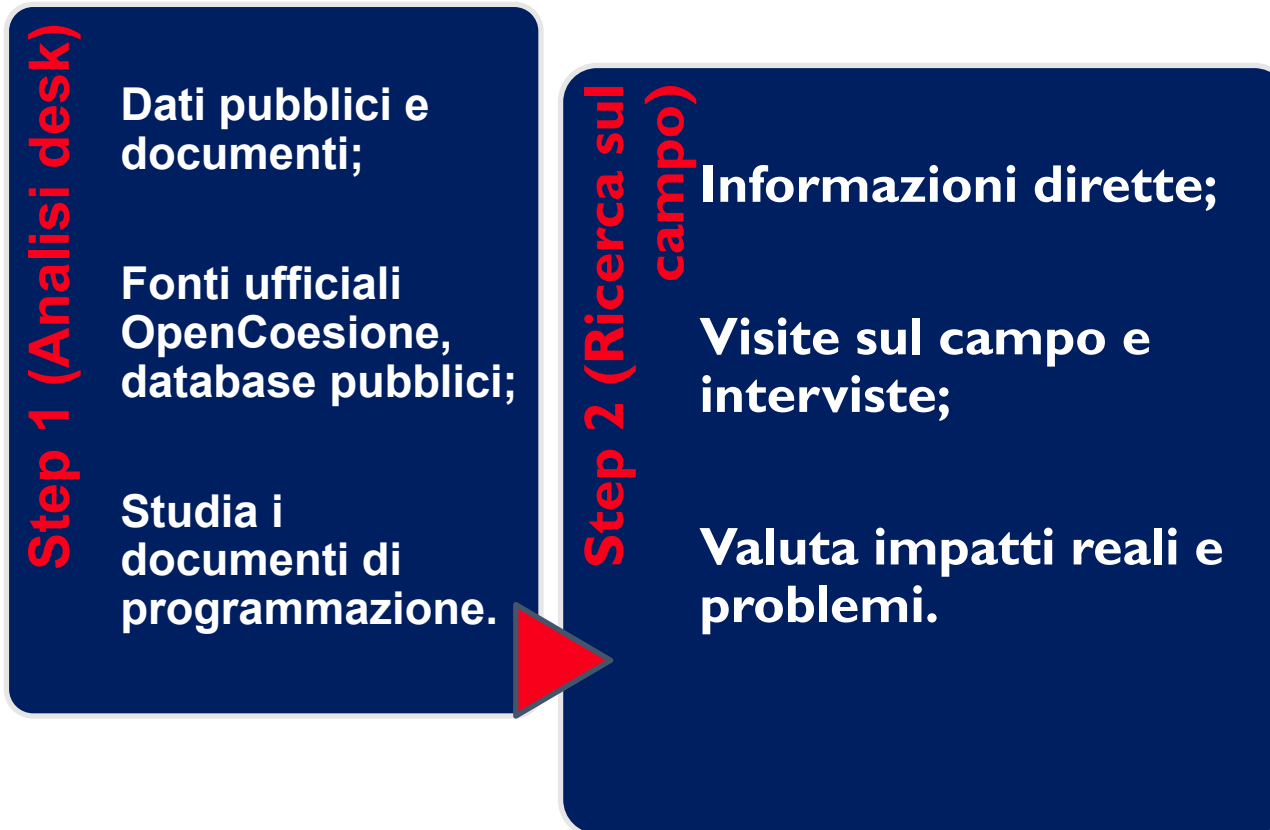 Step 1 (Analisi desk)
Dati pubblici e
documenti;
Fonti ufficiali
OpenCoesione,
database pubblici;
Studia i
documenti di
programmazione.
Step 2 (Ricerca sul
campo)
Informazioni dirette;
Visite sul campo e
interviste;
Valuta impatti reali e
problemi.